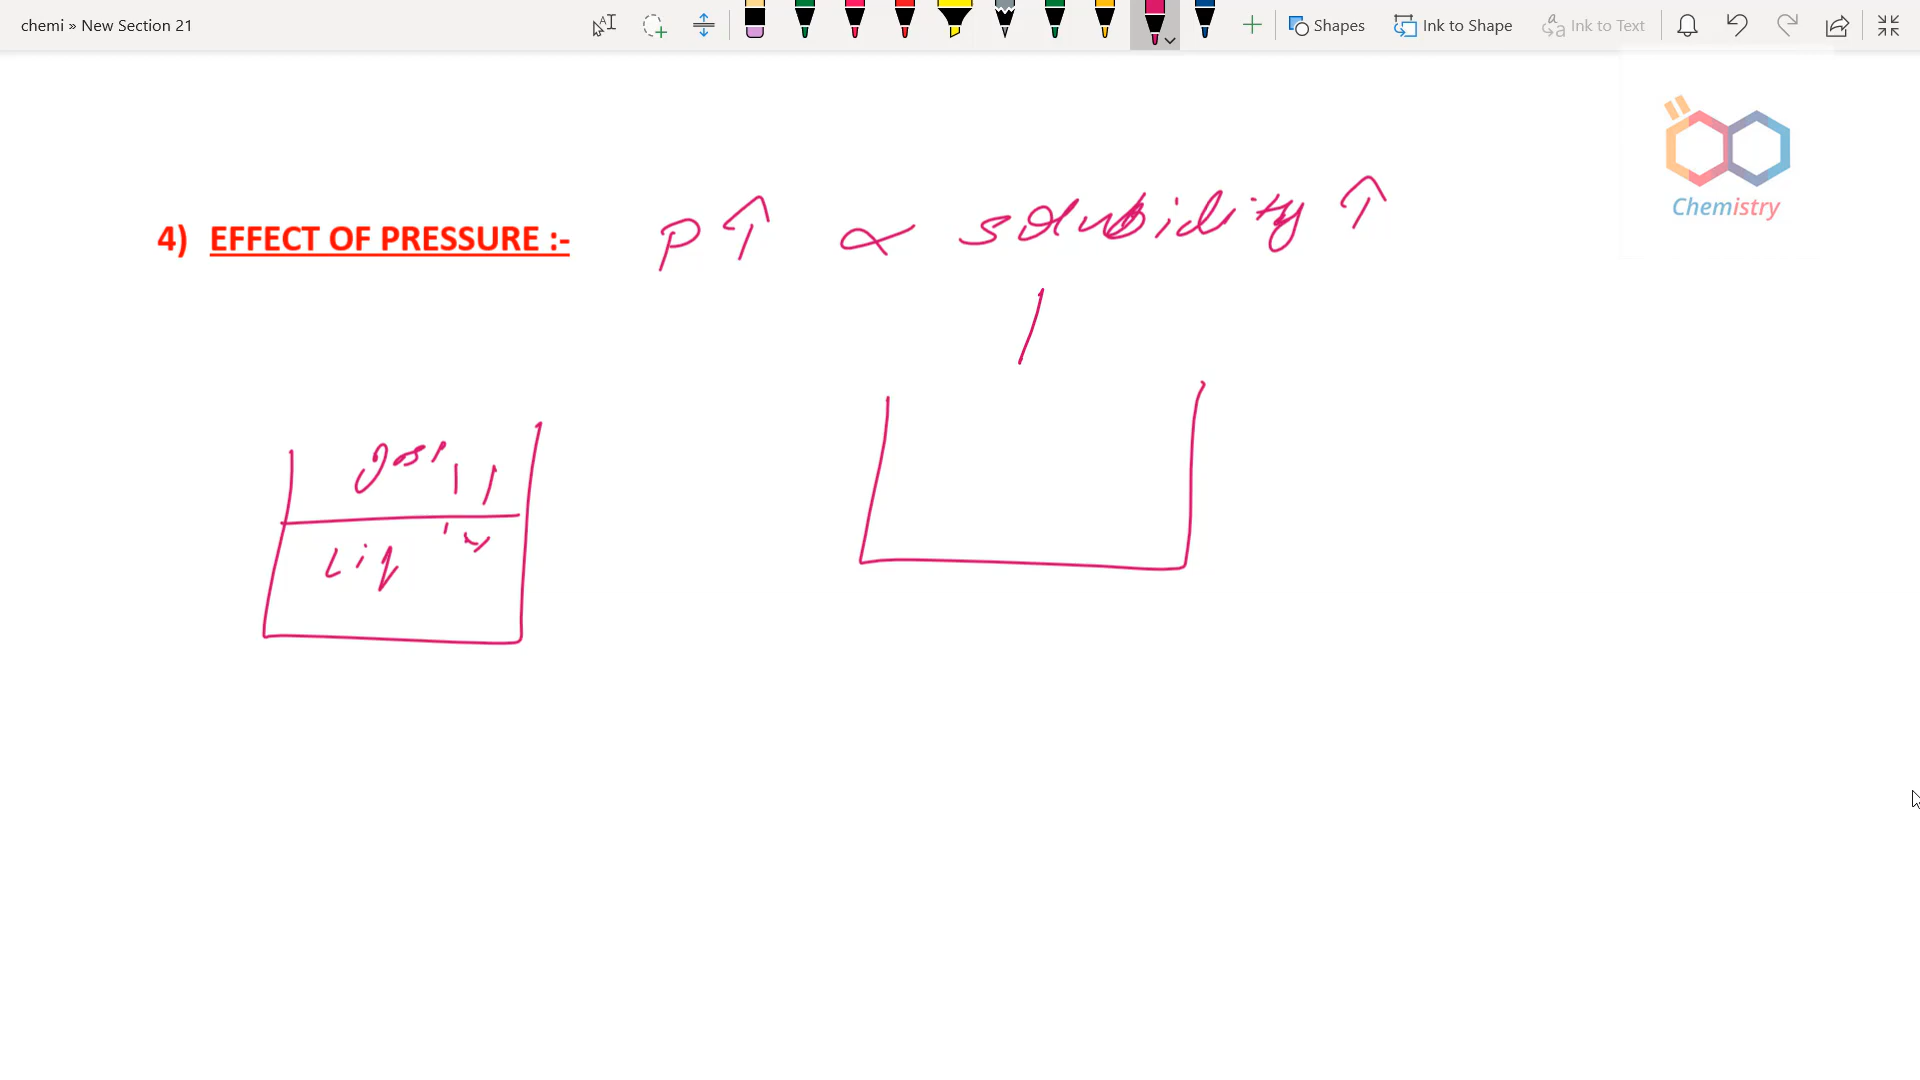 chemi » New Section 21
Shapes
Ink to Shape
Ink to Text
Chemistry
4) EFFECT OF PRESSURE :-
P ↑ ∝ solubility ↑
gas
Liq